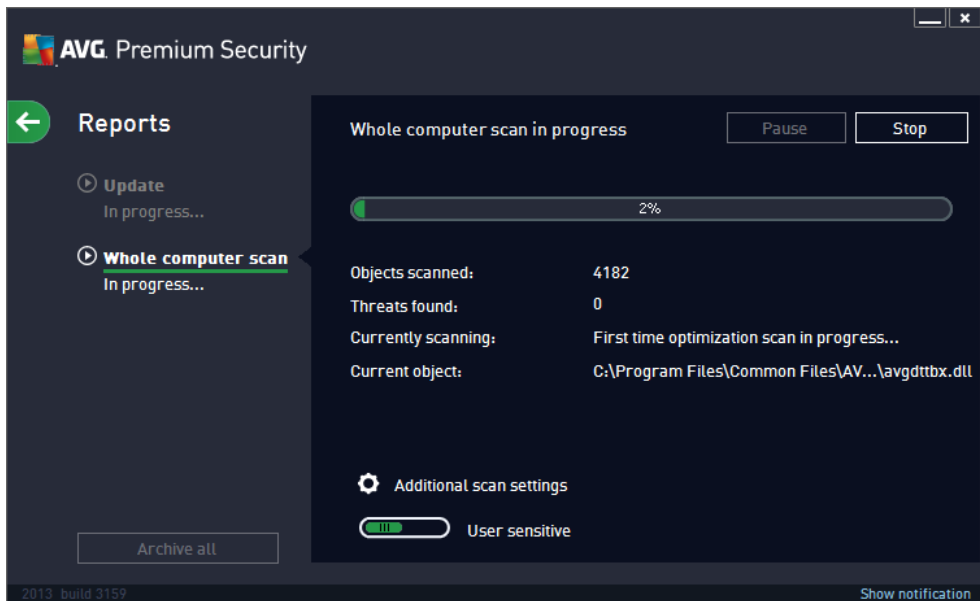 AVG. Premium Security
Reports
Update
In progress...
Whole computer scan
In progress...
Archive all
Whole computer scan in progress
Pause
Stop
2%
Objects scanned: 4182
Threats found: 0
Currently scanning: First time optimization scan in progress...
Current object: C:\Program Files\Common Files\AV...\avgdttbx.dll
Additional scan settings
User sensitive
2013 build 3159
Show notification